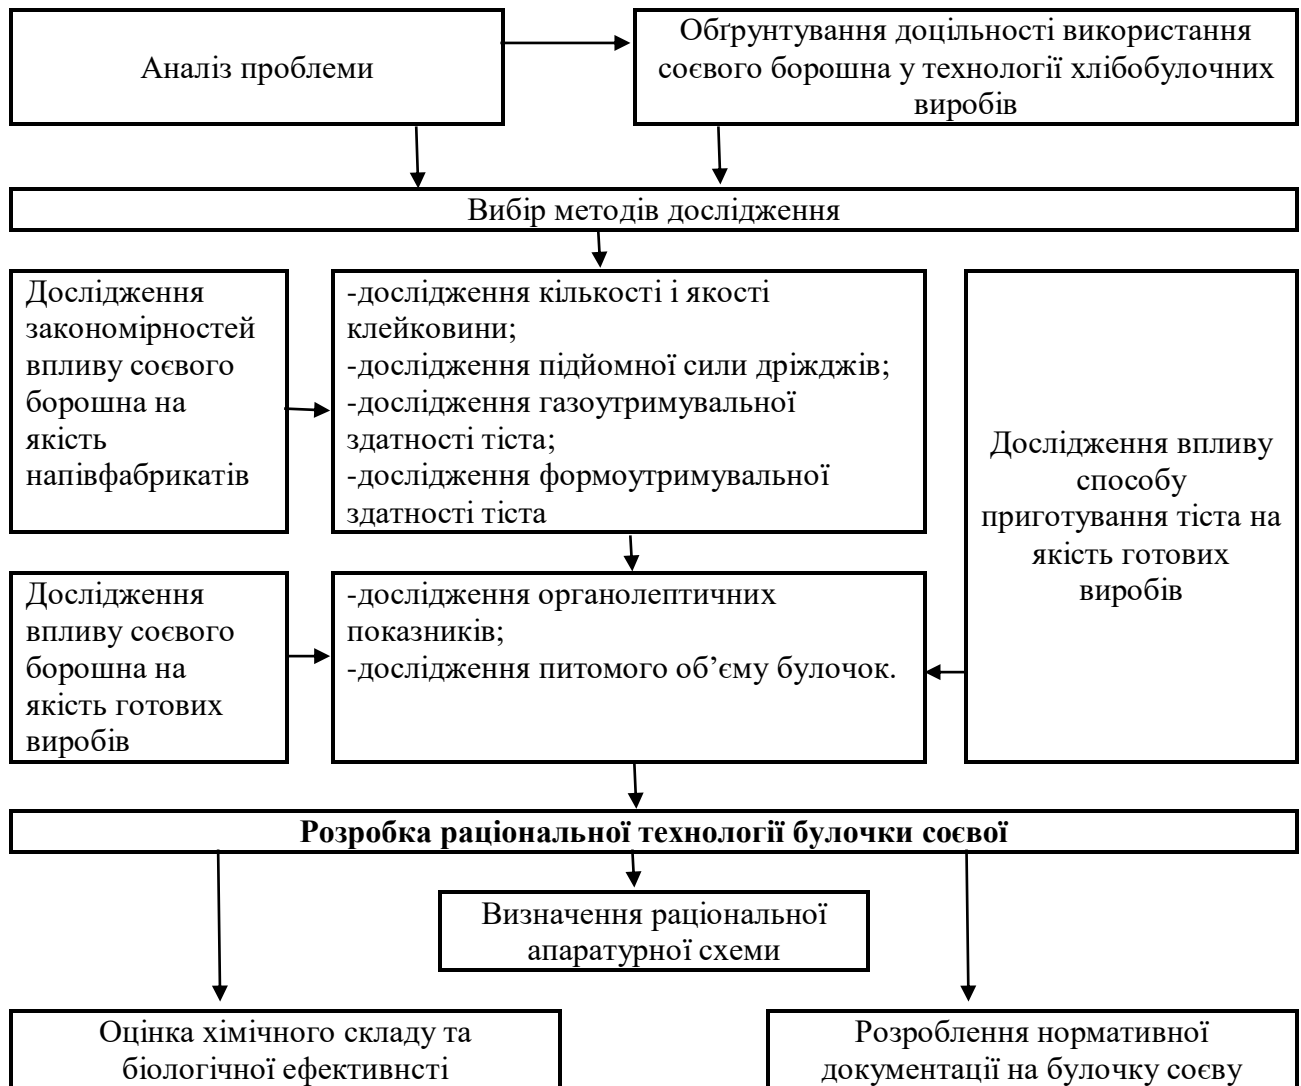 Аналіз проблеми
Обґрунтування доцільності використання
соєвого борошна у технології хлібобулочних
виробів
Вибір методів дослідження
Дослідження
закономірностей
впливу соєвого
борошна на
якість
напівфабрикатів
-дослідження кількості і якості
клейковини;
-дослідження підйомної сили дріжджів;
-дослідження газоутримувальної
здатності тіста;
-дослідження формоутримувальної
здатності тіста
Дослідження впливу
способу
приготування тіста на
якість готових
виробів
Дослідження
впливу соєвого
борошна на
якість готових
виробів
-дослідження органолептичних
показників;
-дослідження питомого об’єму булочок.
Розробка раціональної технології булочки соєвої
Визначення раціональної
апаратурної схеми
Оцінка хімічного складу та
біологічної ефективнсті
Розроблення нормативної
документації на булочку соєву